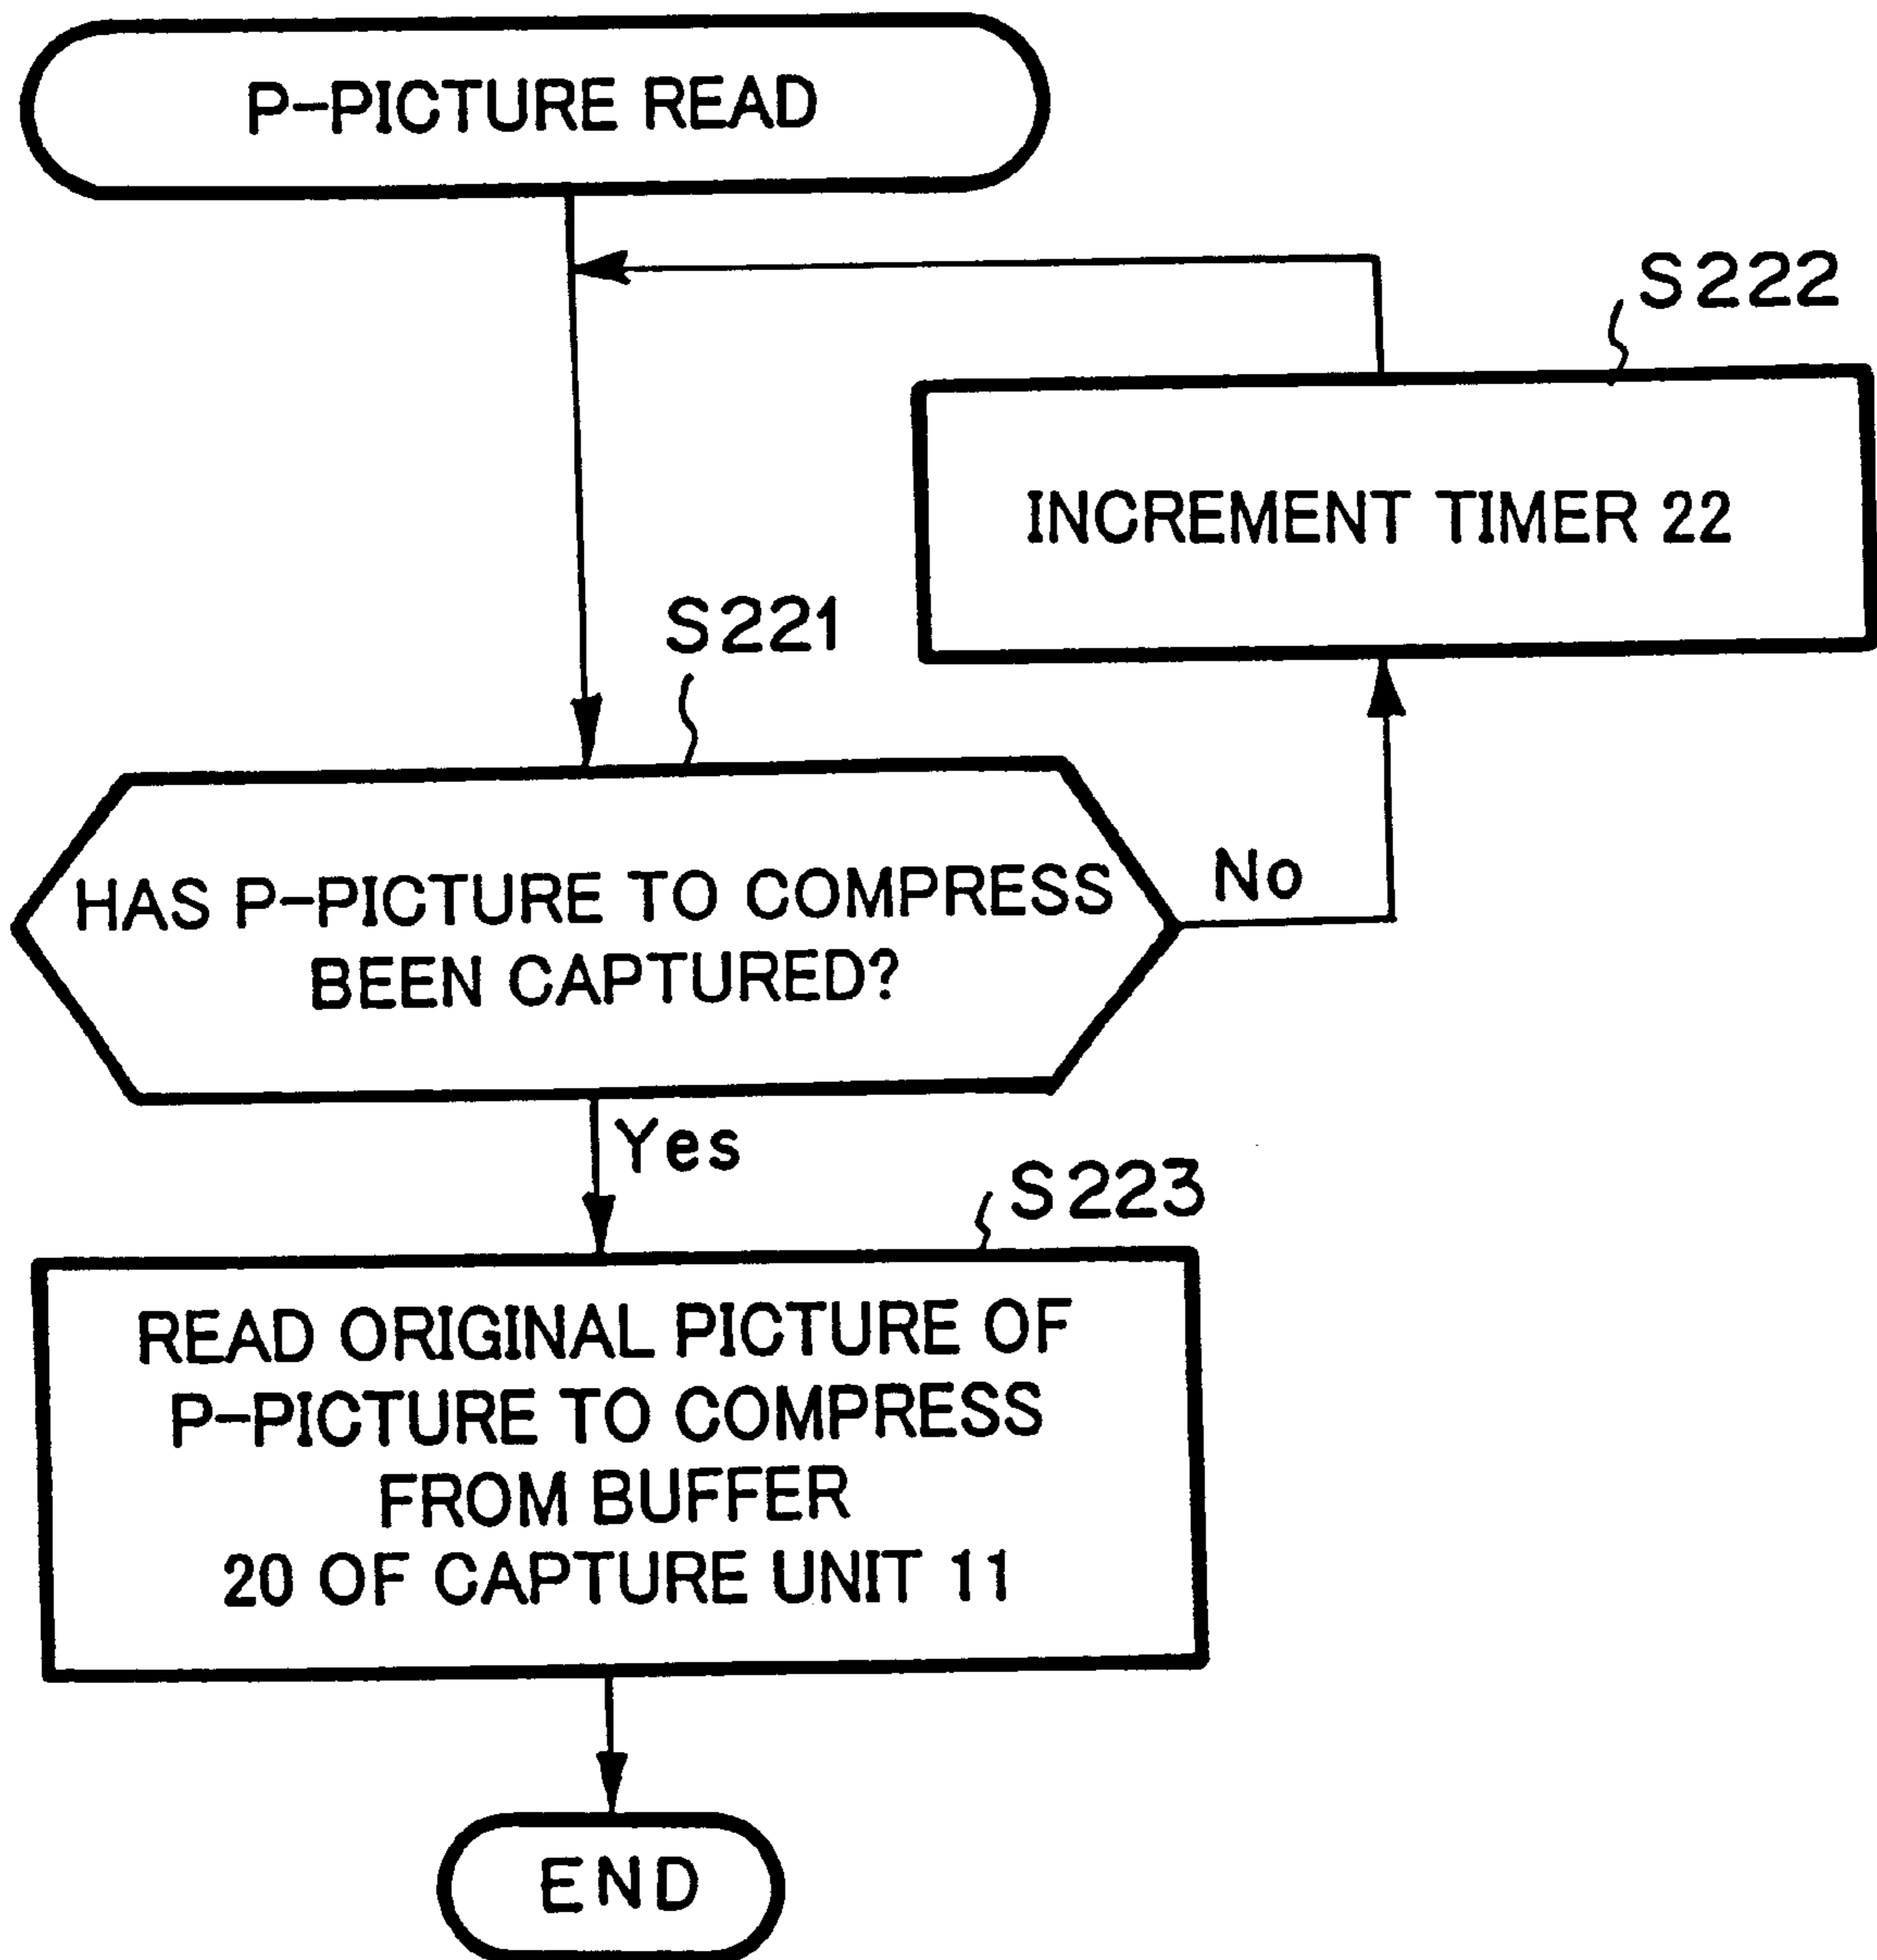 P-PICTURE READ
S222
INCREMENT TIMER 22
S221
HAS P-PICTURE TO COMPRESS
BEEN CAPTURED?
No
Yes
S223
READ ORIGINAL PICTURE OF
P-PICTURE TO COMPRESS
FROM BUFFER
20 OF CAPTURE UNIT 11
END